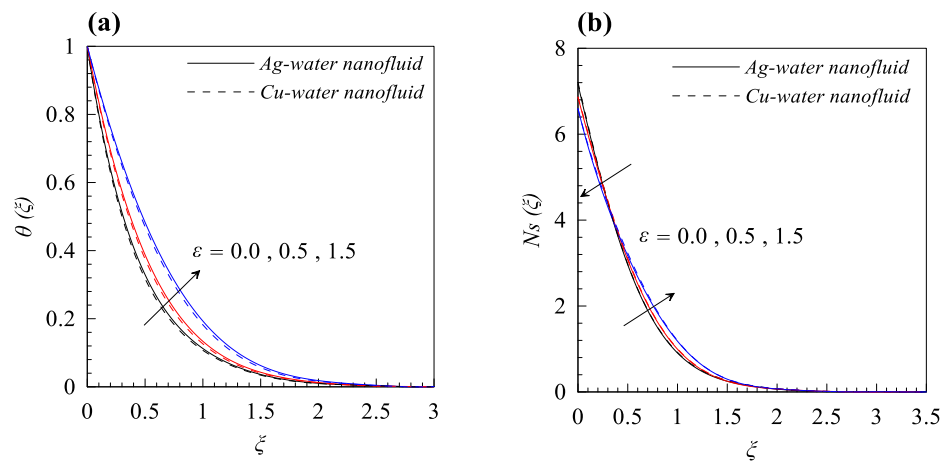 (a)
1
0.8
0.6
0.4
0.2
0
θ (ξ)
Ag-water nanofluid
Cu-water nanofluid
ε = 0.0 , 0.5 , 1.5
0 0.5 1 1.5 2 2.5 3
ξ
(b)
8
6
4
2
0
Ns (ξ)
Ag-water nanofluid
Cu-water nanofluid
ε = 0.0 , 0.5 , 1.5
0 0.5 1 1.5 2 2.5 3 3.5
ξ